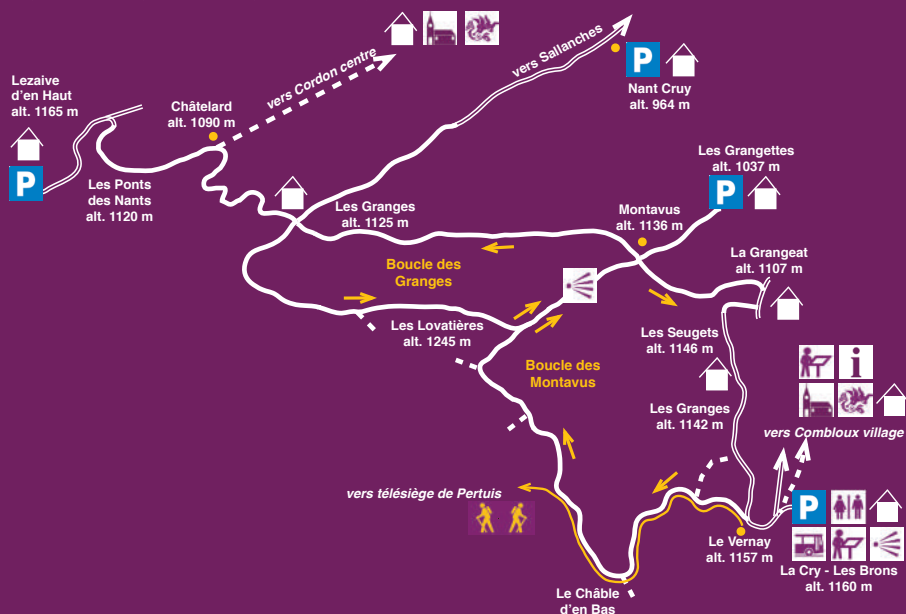 vers Cordon centre
vers Sallanches
P
Nant Cruy
alt. 964 m
Lezaive
d'en Haut
alt. 1165 m
P
Châtelard
alt. 1090 m
Les Ponts
des Nants
alt. 1120 m
Les Grangettes
alt. 1037 m
P
Les Granges
alt. 1125 m
Montavus
alt. 1136 m
La Grangeat
alt. 1107 m
Boucle des
Granges
Les Lovatières
alt. 1245 m
Les Seugets
alt. 1146 m
Boucle des
Montavus
i
Les Granges
alt. 1142 m
vers Combloux village
vers télésiège de Pertuis
P
Le Vernay
alt. 1157 m
La Cry - Les Brons
alt. 1160 m
Le Châble
d'en Bas